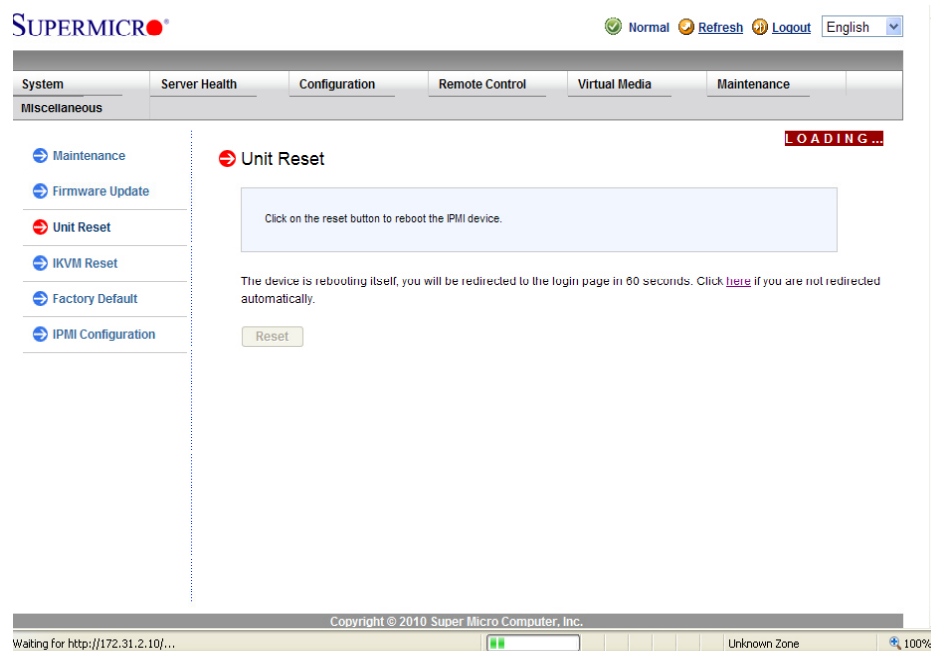 SUPERMICR
Normal Refresh Logout English
System Server Health Configuration Remote Control Virtual Media Maintenance
Miscellaneous
LOADING...
Maintenance
Firmware Update
Unit Reset
IKVM Reset
Factory Default
IPMI Configuration
Unit Reset
Click on the reset button to reboot the IPMI device.
The device is rebooting itself, you will be redirected to the login page in 60 seconds. Click here if you are not redirected
automatically.
Reset
Copyright © 2010 Super Micro Computer, Inc.
Waiting for http://172.31.2.10/... Unknown Zone 100%